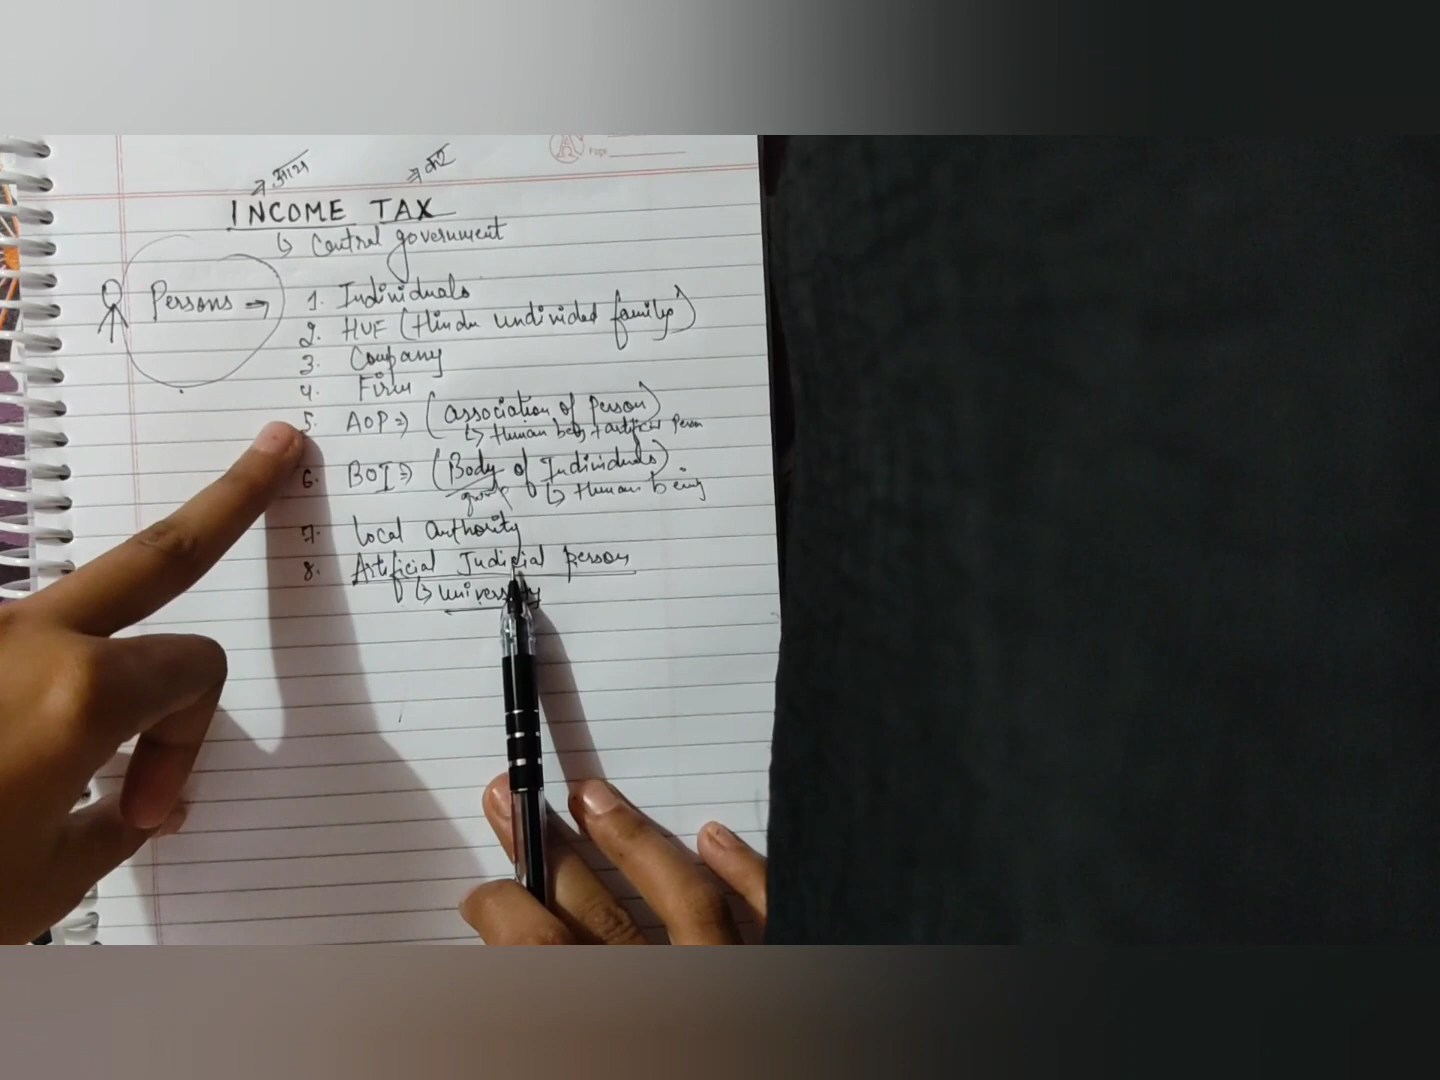 Page
→ आय → कर
INCOME TAX
↳ Central government
Persons → 1. Individuals
2. HUF (Hindu undivided family)
3. Company
4. Firm
5. AOP ⇒ (association of Person)
↳ Human being + artificial Person
6. BOI ⇒ (Body of Individuals)
group ↳ Human being
7. Local authority
8. Artificial Judicial person
↳ University